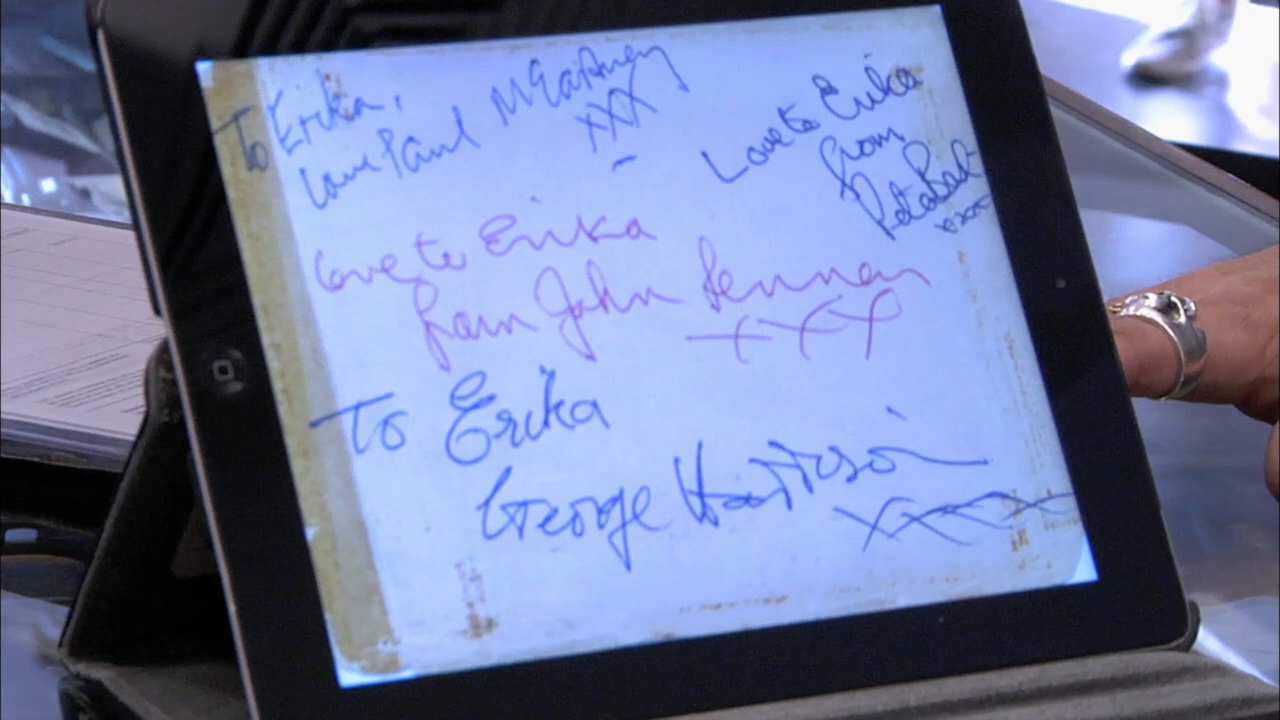 To Erika,
Love Paul McCartney
xxx
Love to Erika
from
Pete Best
xxx
Love to Erika
from John Lennon
xxx
To Erika
George Harrison
xxxxx